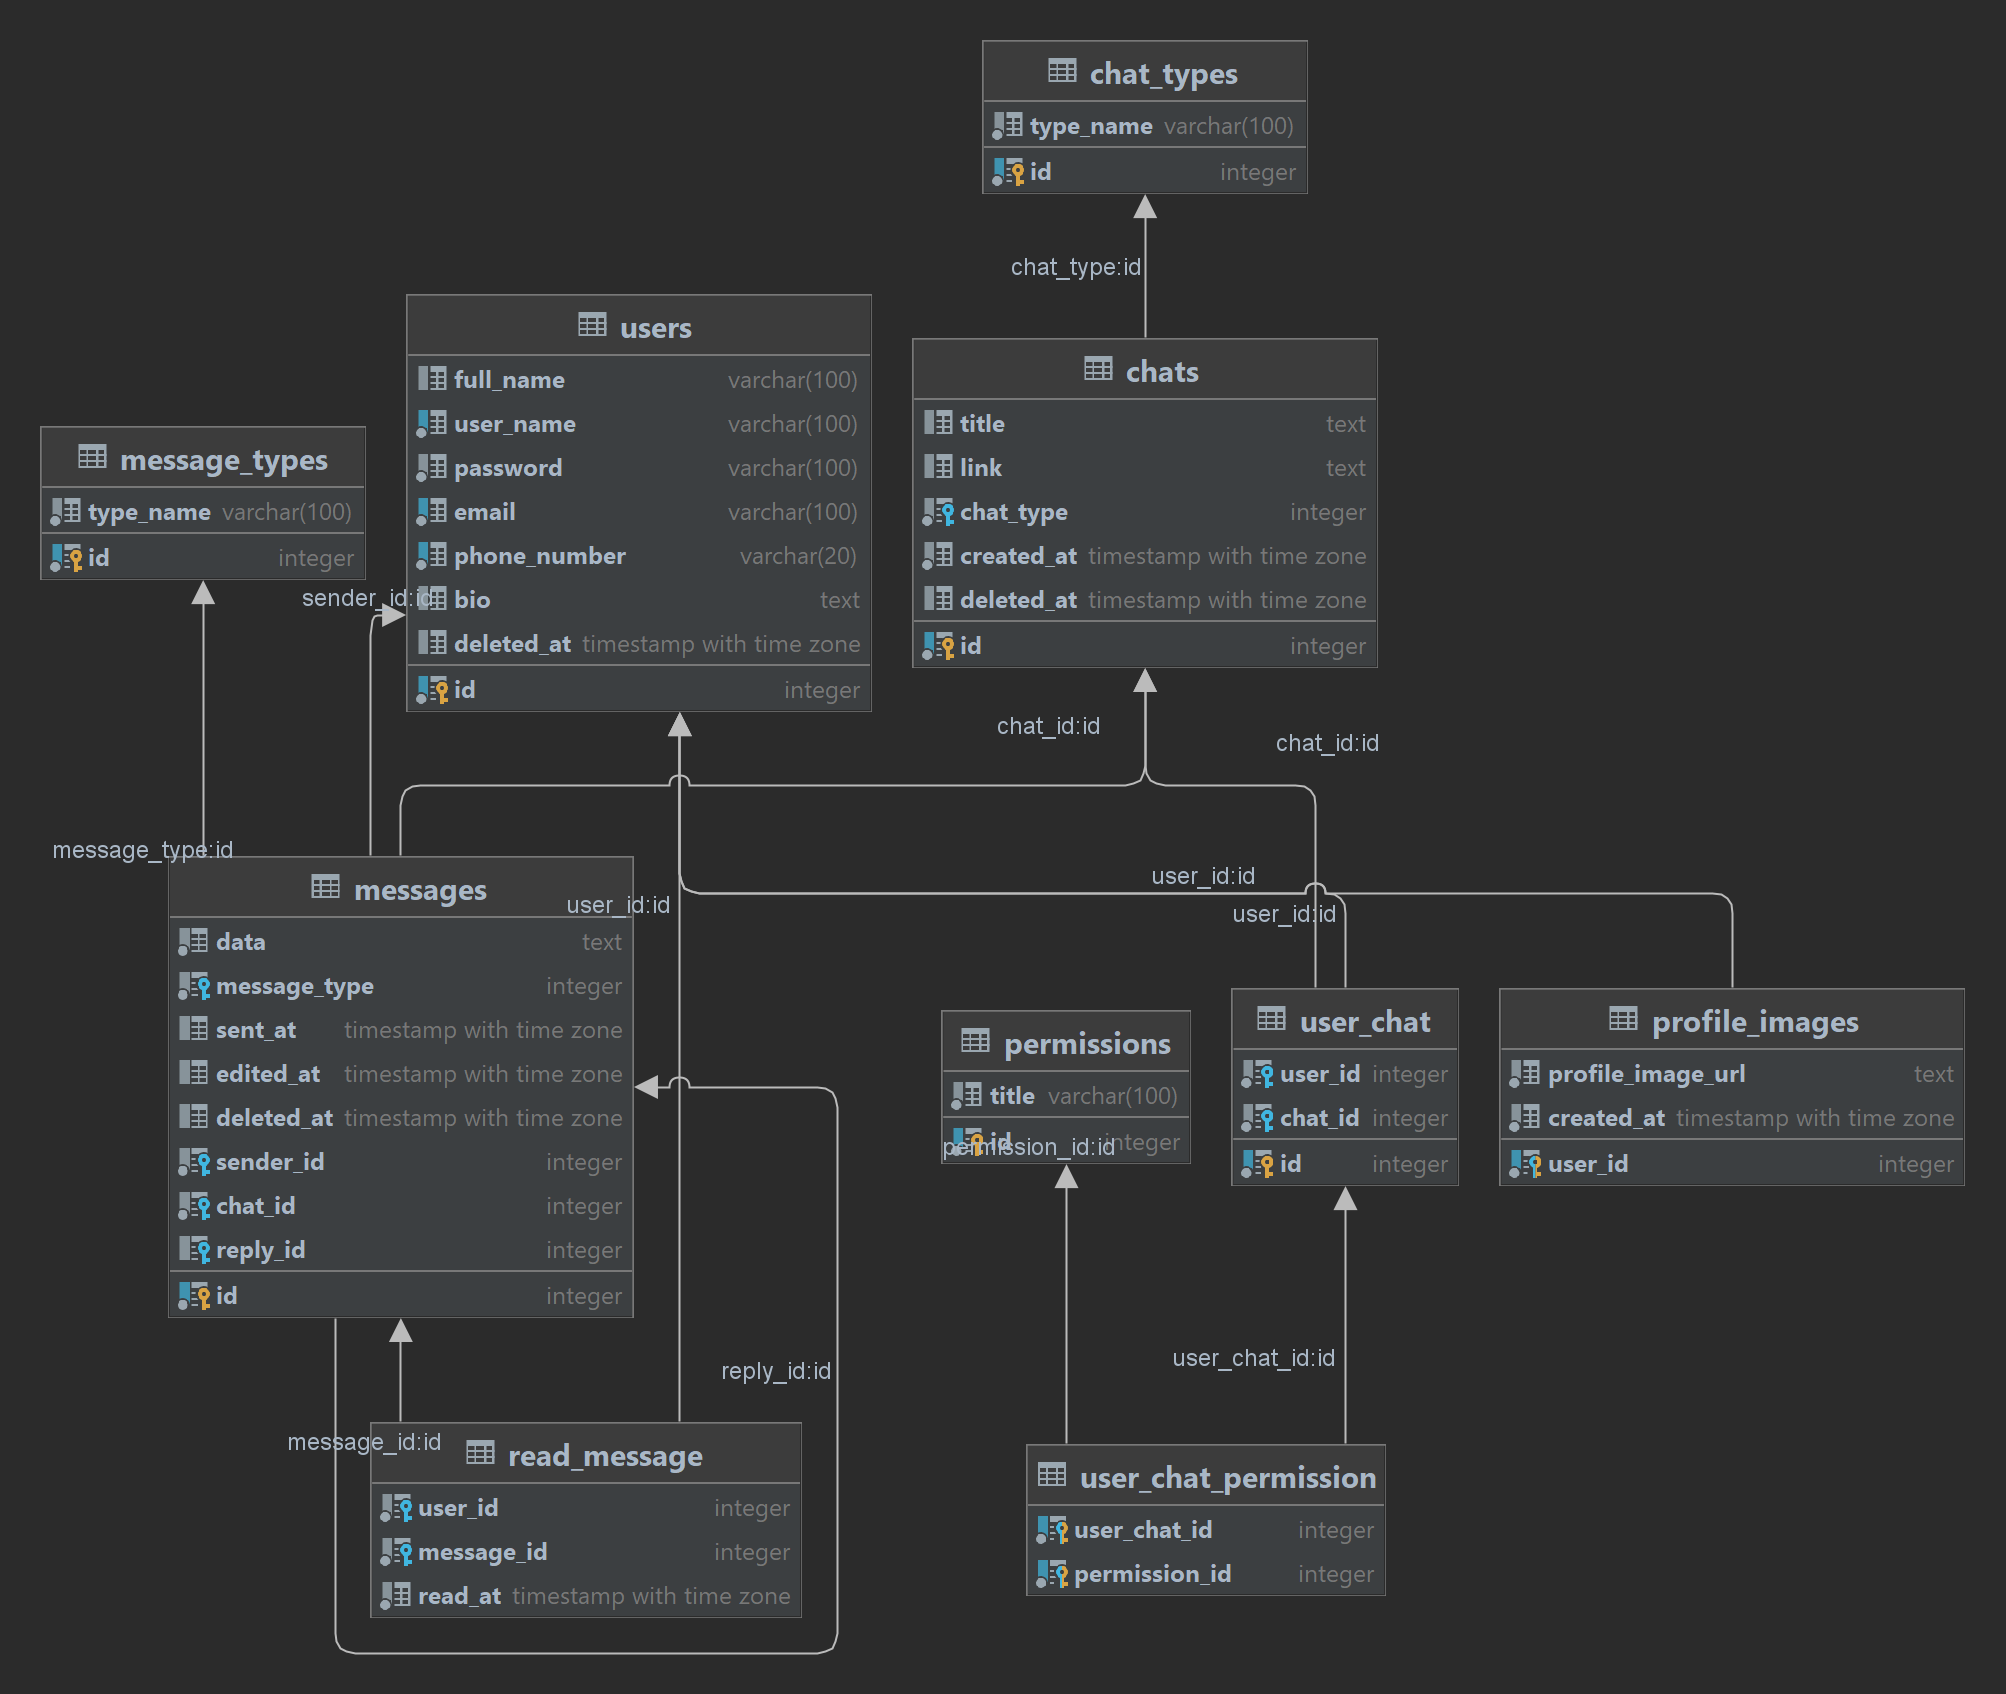 chat_types
type_name varchar(100)
id integer
chat_type:id
users
full_name varchar(100)
user_name varchar(100)
password varchar(100)
email varchar(100)
phone_number varchar(20)
bio text
deleted_at timestamp with time zone
id integer
chats
title text
link text
chat_type integer
created_at timestamp with time zone
deleted_at timestamp with time zone
id integer
message_types
type_name varchar(100)
id integer
sender_id:id
chat_id:id
chat_id:id
message_type:id
user_id:id
user_id:id
user_id:id
messages
data text
message_type integer
sent_at timestamp with time zone
edited_at timestamp with time zone
deleted_at timestamp with time zone
sender_id integer
chat_id integer
reply_id integer
id integer
permissions
title varchar(100)
id integer
permission_id:id
user_chat
user_id integer
chat_id integer
id integer
profile_images
profile_image_url text
created_at timestamp with time zone
user_id integer
user_chat_id:id
reply_id:id
message_id:id
read_message
user_id integer
message_id integer
read_at timestamp with time zone
user_chat_permission
user_chat_id integer
permission_id integer